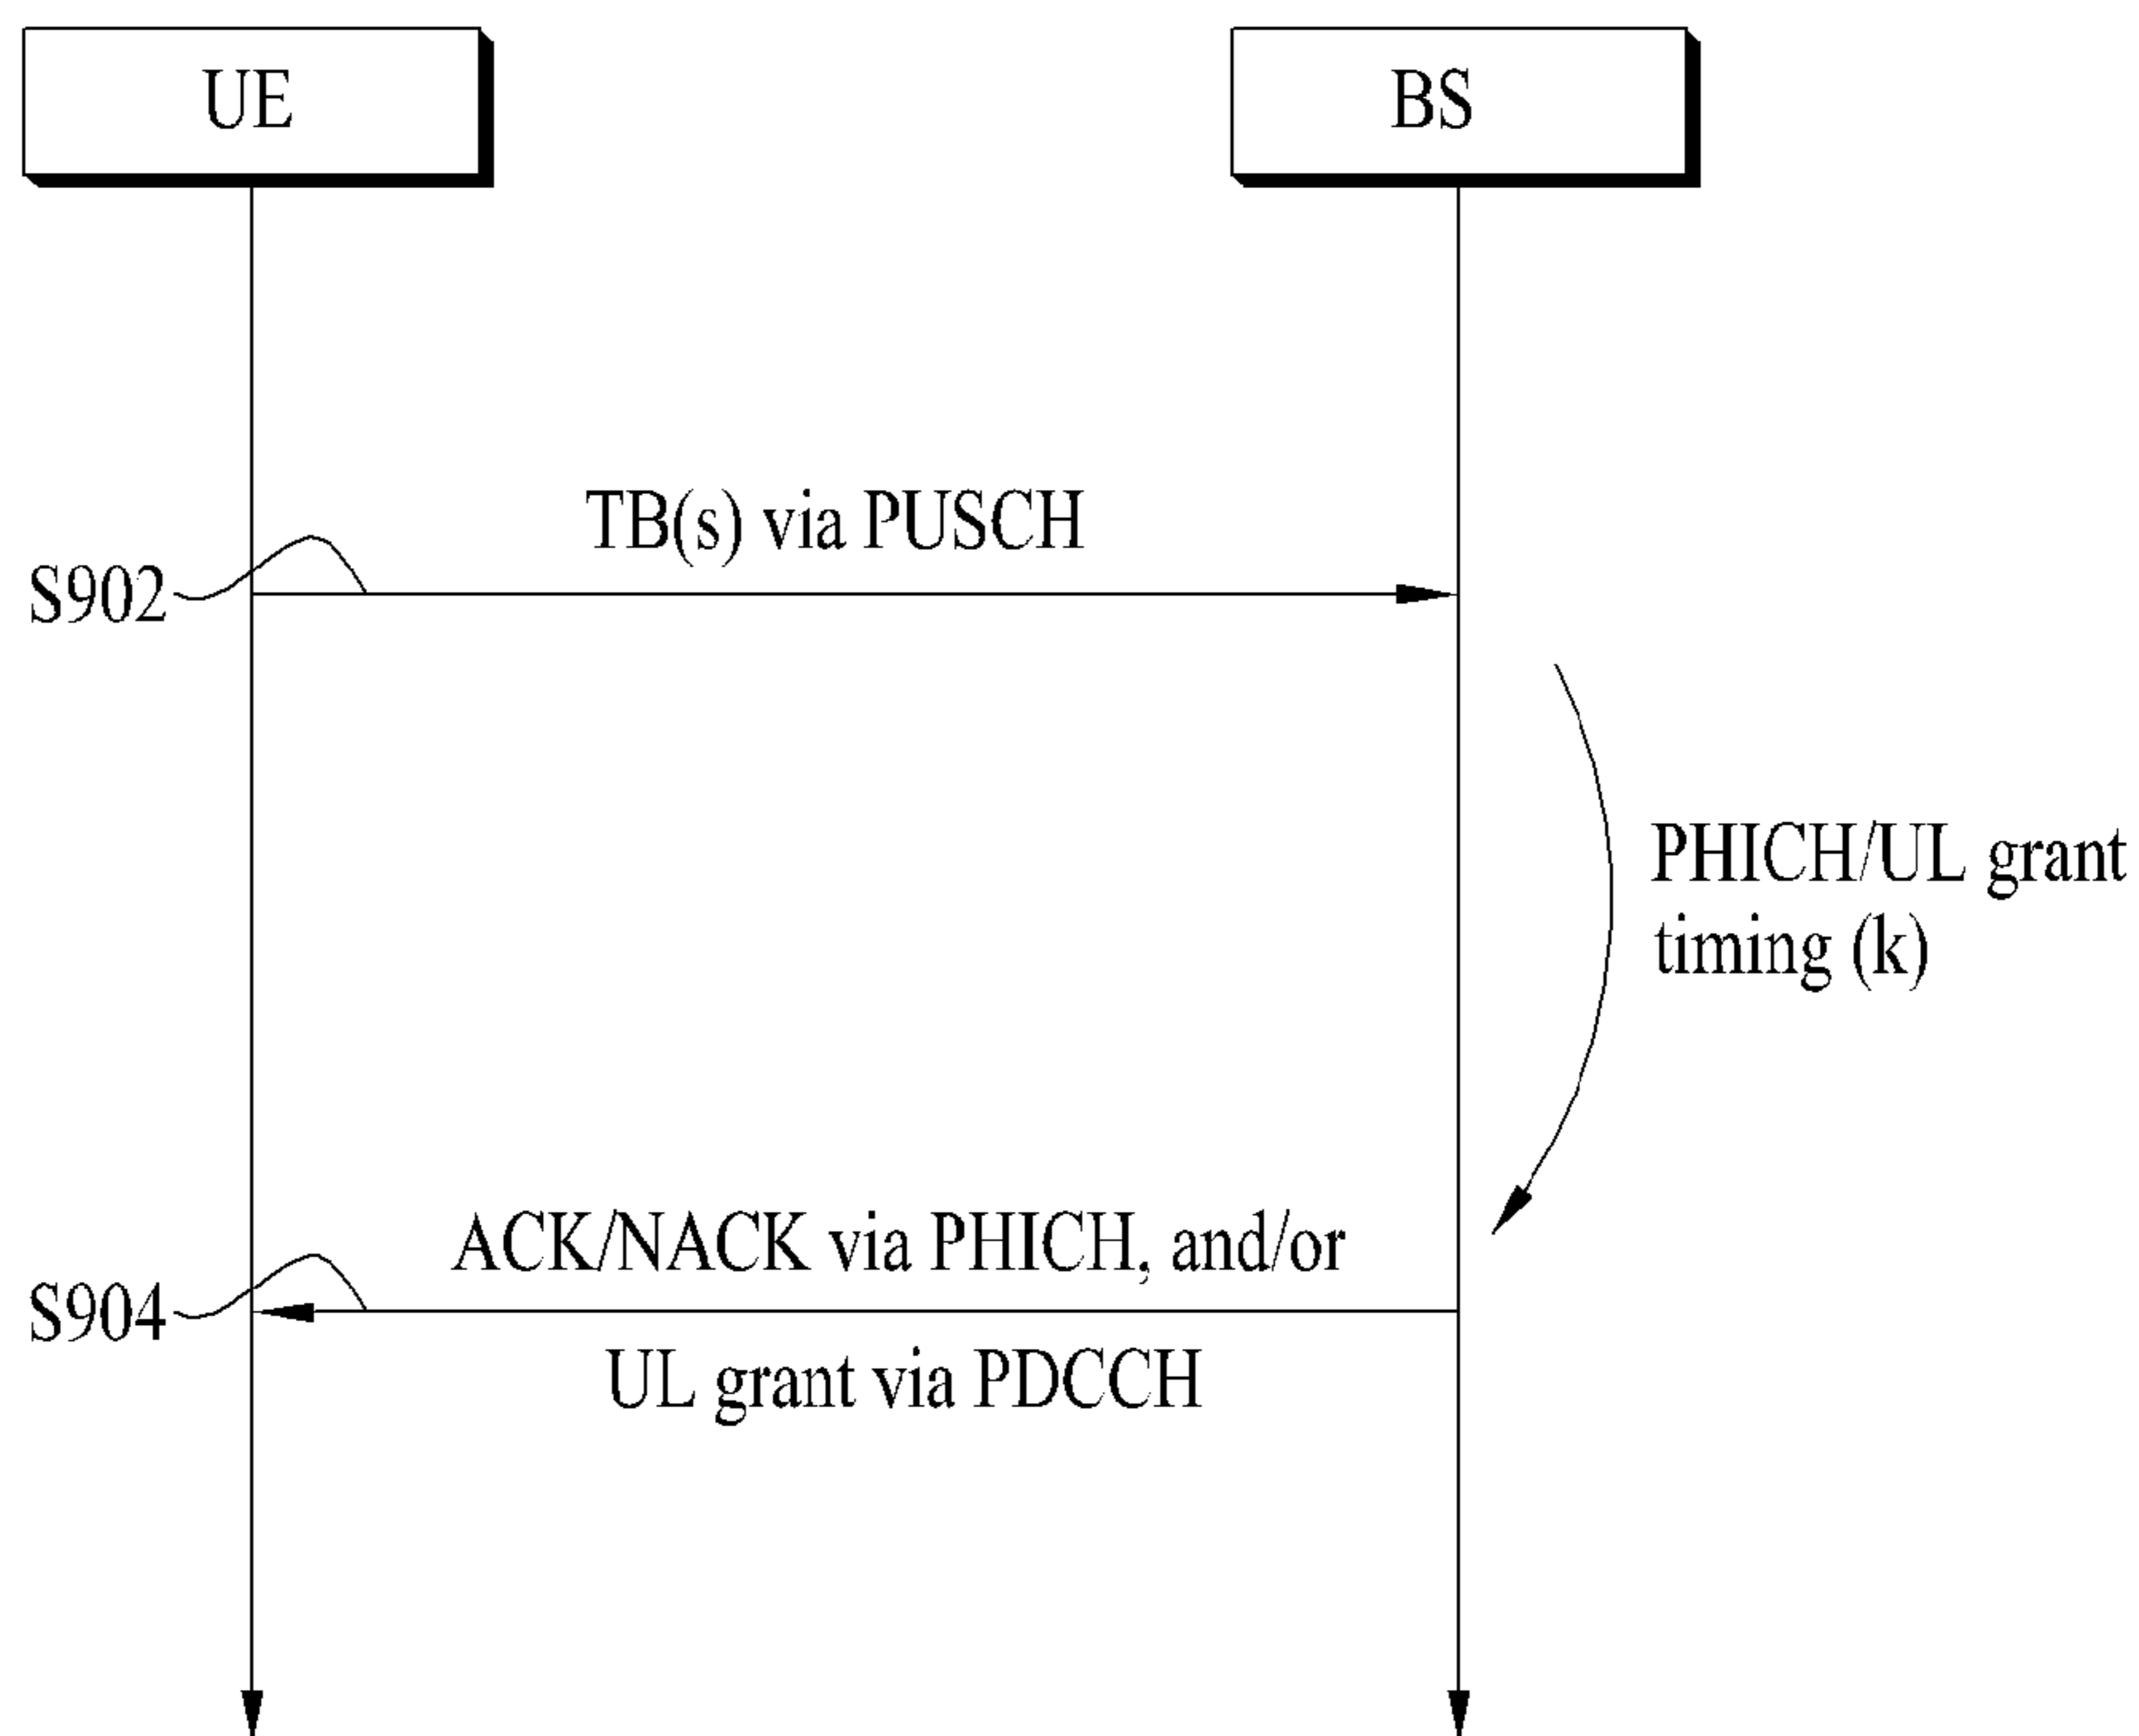 UE
BS
TB(s) via PUSCH
S902
PHICH/UL grant
timing (k)
ACK/NACK via PHICH, and/or
S904
UL grant via PDCCH